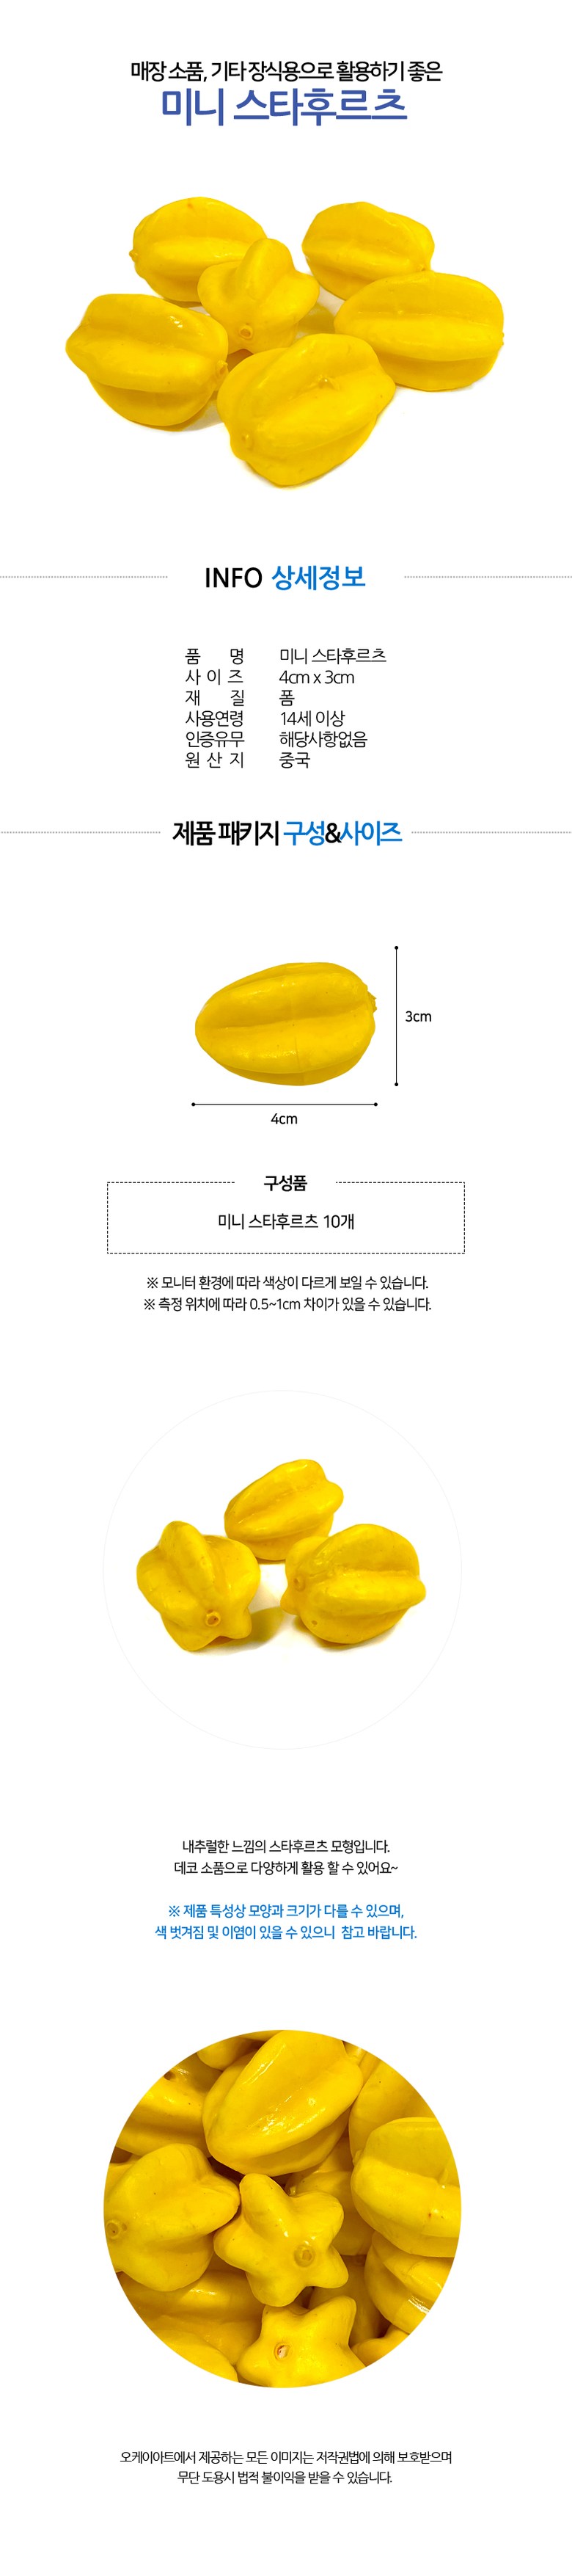 매장 소품, 기타 장식용으로 활용하기 좋은
미니 스타후르츠
INFO 상세정보
품 명 미니 스타후르츠
사 이 즈 4cm x 3cm
재 질 폼
사용연령 14세 이상
인증유무 해당사항없음
원 산 지 중국
제품 패키지 구성&사이즈
3cm
4cm
구성품
미니 스타후르츠 10개
※ 모니터 환경에 따라 색상이 다르게 보일 수 있습니다.
※ 측정 위치에 따라 0.5~1cm 차이가 있을 수 있습니다.
내추럴한 느낌의 스타후르츠 모형입니다.
데코 소품으로 다양하게 활용 할 수 있어요~
※ 제품 특성상 모양과 크기가 다를 수 있으며,
색 벗겨짐 및 이염이 있을 수 있으니 참고 바랍니다.
오케이아트에서 제공하는 모든 이미지는 저작권법에 의해 보호받으며
무단 도용시 법적 불이익을 받을 수 있습니다.